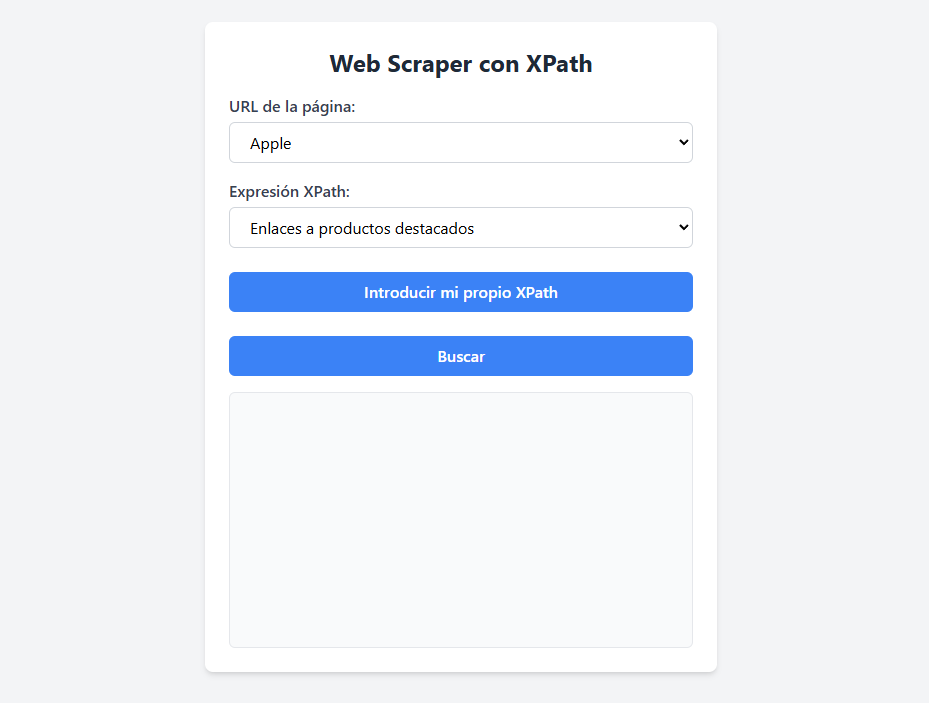 Web Scraper con XPath
URL de la página:
Apple
Expresión XPath:
Enlaces a productos destacados
Introducir mi propio XPath
Buscar